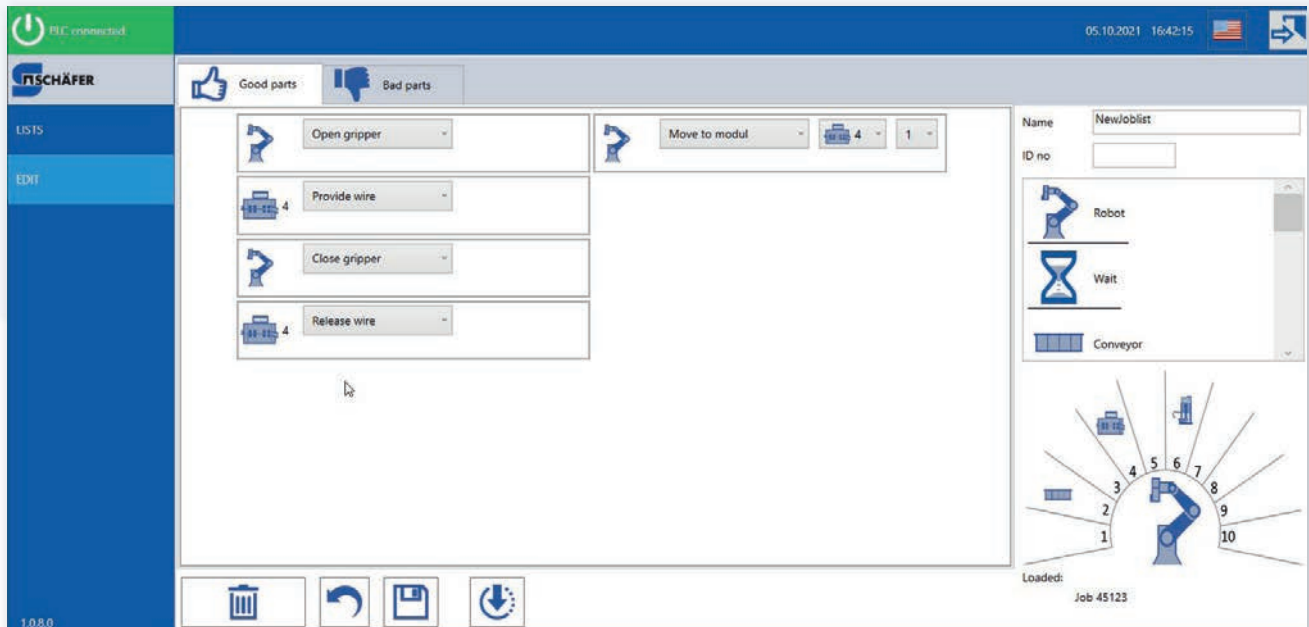 PLC connected
05.10.2021 16:42:15
SCHÄFER
Good parts
Bad parts
LISTS
EDIT
Open gripper
Move to modul
4
1
4
Provide wire
Close gripper
4
Release wire
Name
NewJoblist
ID no
Robot
Wait
Conveyor
1
2
3
4
5
6
7
8
9
10
Loaded:
Job 45123
1.0.8.0